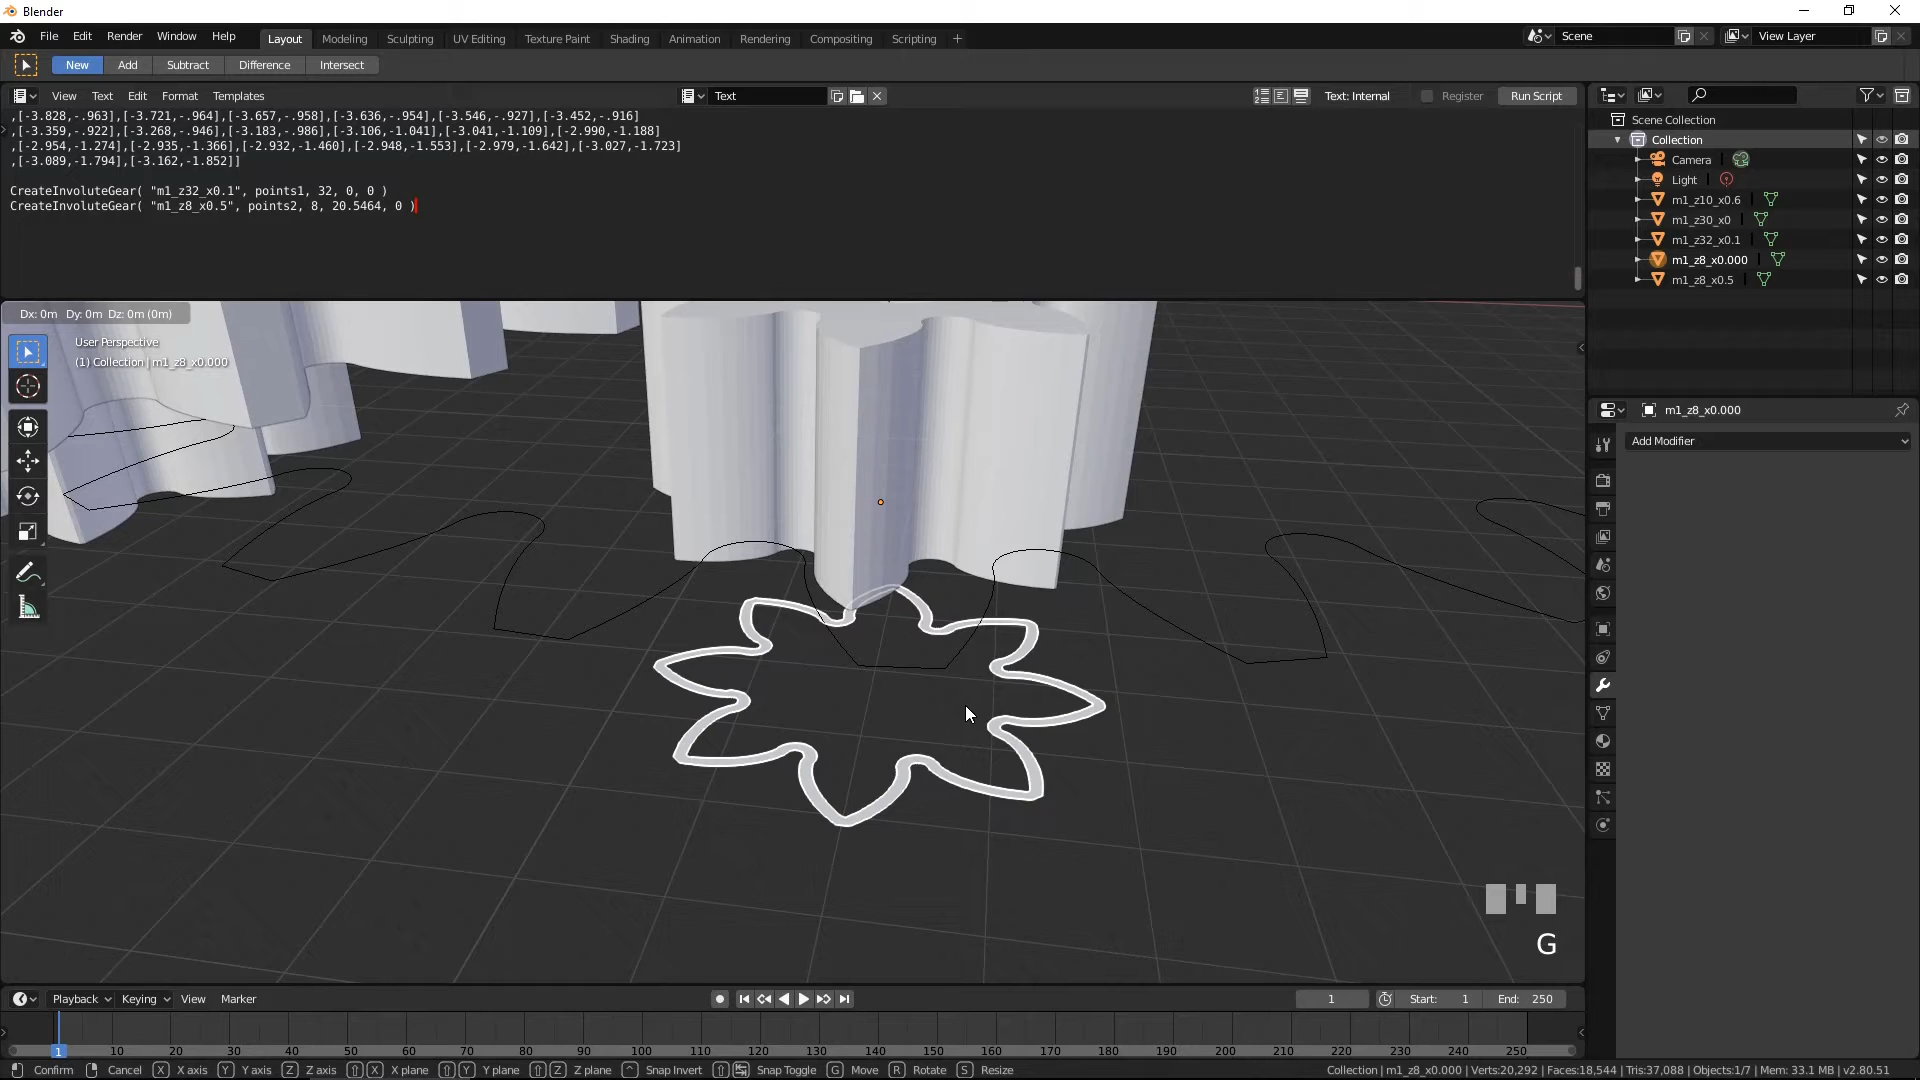 Blender
File Edit Render Window Help Layout Modeling Sculpting UV Editing Texture Paint Shading Animation Rendering Compositing Scripting + Scene View Layer
New Add Subtract Difference Intersect
View Text Edit Format Templates Text Text: Internal Register Run Script
,[-3.828,-.963],[-3.721,-.964],[-3.657,-.958],[-3.636,-.954],[-3.546,-.927],[-3.452,-.916]
,[-3.359,-.922],[-3.268,-.946],[-3.183,-.986],[-3.106,-1.041],[-3.041,-1.109],[-2.990,-1.188]
,[-2.954,-1.274],[-2.935,-1.366],[-2.932,-1.460],[-2.948,-1.553],[-2.979,-1.642],[-3.027,-1.723]
,[-3.089,-1.794],[-3.162,-1.852]]
CreateInvoluteGear( "m1_z32_x0.1", points1, 32, 0, 0 )
CreateInvoluteGear( "m1_z8_x0.5", points2, 8, 20.5464, 0 )
Scene Collection
Collection
Camera
Light
m1_z10_x0.6
m1_z30_x0
m1_z32_x0.1
m1_z8_x0.000
m1_z8_x0.5
Dx: 0m Dy: 0m Dz: 0m (0m)
User Perspective
(1) Collection | m1_z8_x0.000
m1_z8_x0.000
Add Modifier
G
Playback Keying View Marker 1 Start: 1 End: 250
1 10 20 30 40 50 60 70 80 90 100 110 120 130 140 150 160 170 180 190 200 210 220 230 240 250
Confirm Cancel X X axis Y Y axis Z Z axis X X plane Y Y plane Z Z plane ^ Snap Invert Snap Toggle G Move R Rotate S Resize Collection | m1_z8_x0.000 | Verts:20,292 | Faces:18,544 | Tris:37,088 | Objects:1/7 | Mem: 33.1 MB | v2.80.51